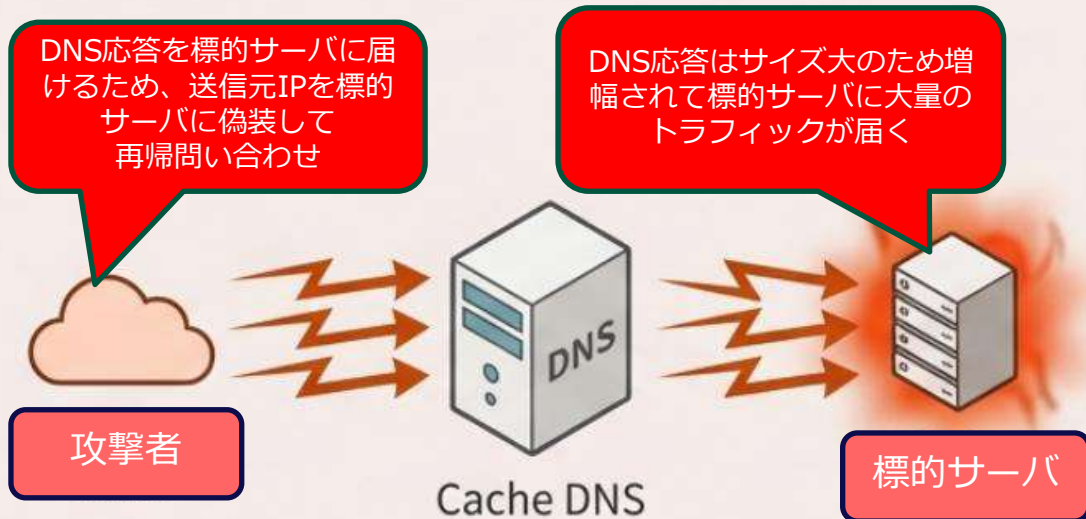 DNS応答を標的サーバに届
けるため、送信元IPを標的
サーバに偽装して
再帰問い合わせ
DNS応答はサイズ大のため増
幅されて標的サーバに大量の
トラフィックが届く
DNS
攻撃者
標的サーバ
Cache DNS